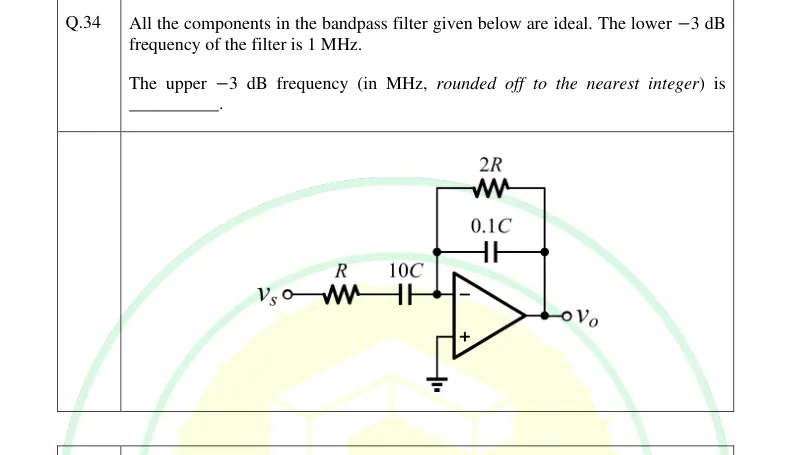 Q.34 All the components in the bandpass filter given below are ideal. The lower −3 dB
frequency of the filter is 1 MHz.
The upper −3 dB frequency (in MHz, rounded off to the nearest integer) is
__________.
2R
0.1C
R 10C
Vs − Vo
+